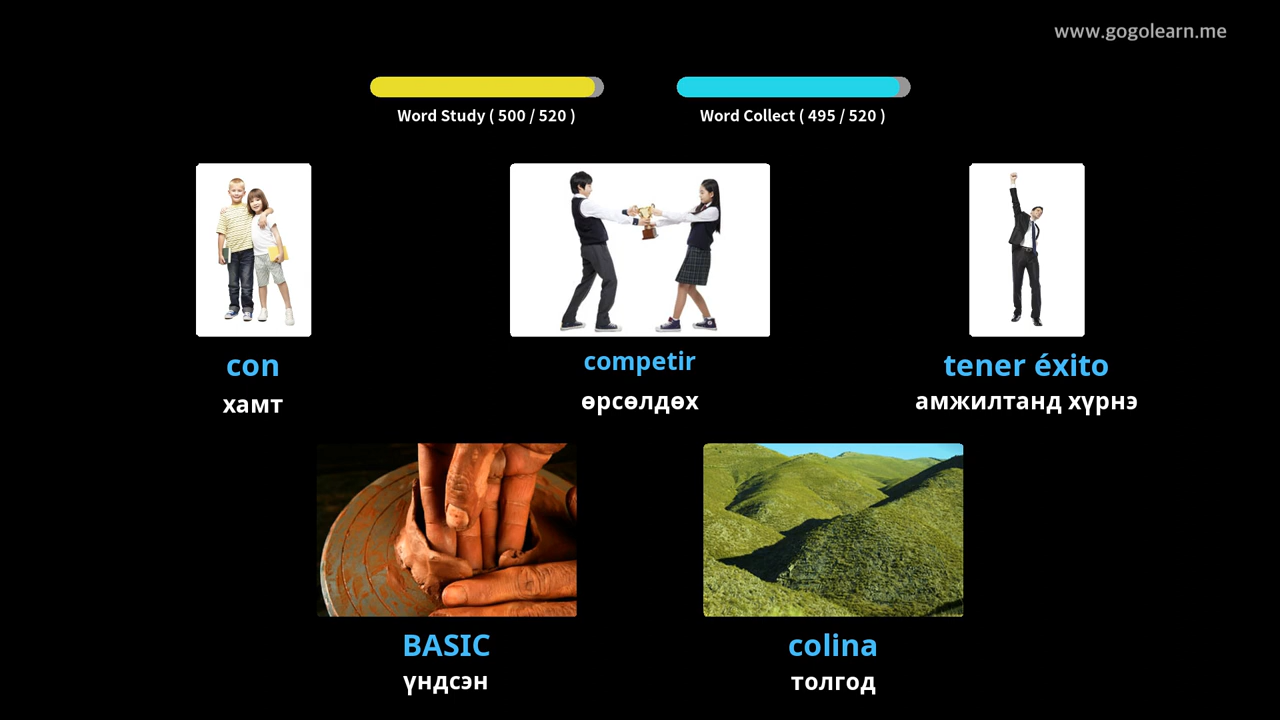 www.gogolearn.me
Word Study ( 500 / 520 )
Word Collect ( 495 / 520 )
con
хамт
competir
өрсөлдөх
tener éxito
амжилтанд хүрнэ
BASIC
үндсэн
colina
толгод